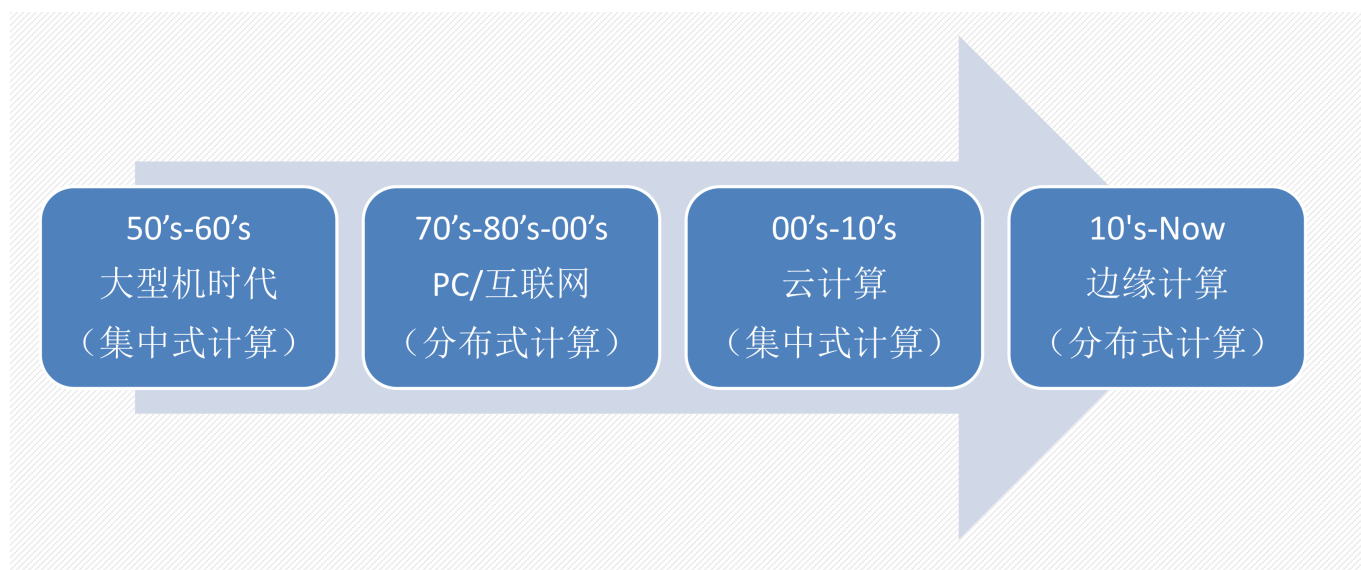 50’s-60’s
大型机时代
（集中式计算）
70’s-80’s-00’s
PC/互联网
（分布式计算）
00’s-10’s
云计算
（集中式计算）
10's-Now
边缘计算
（分布式计算）